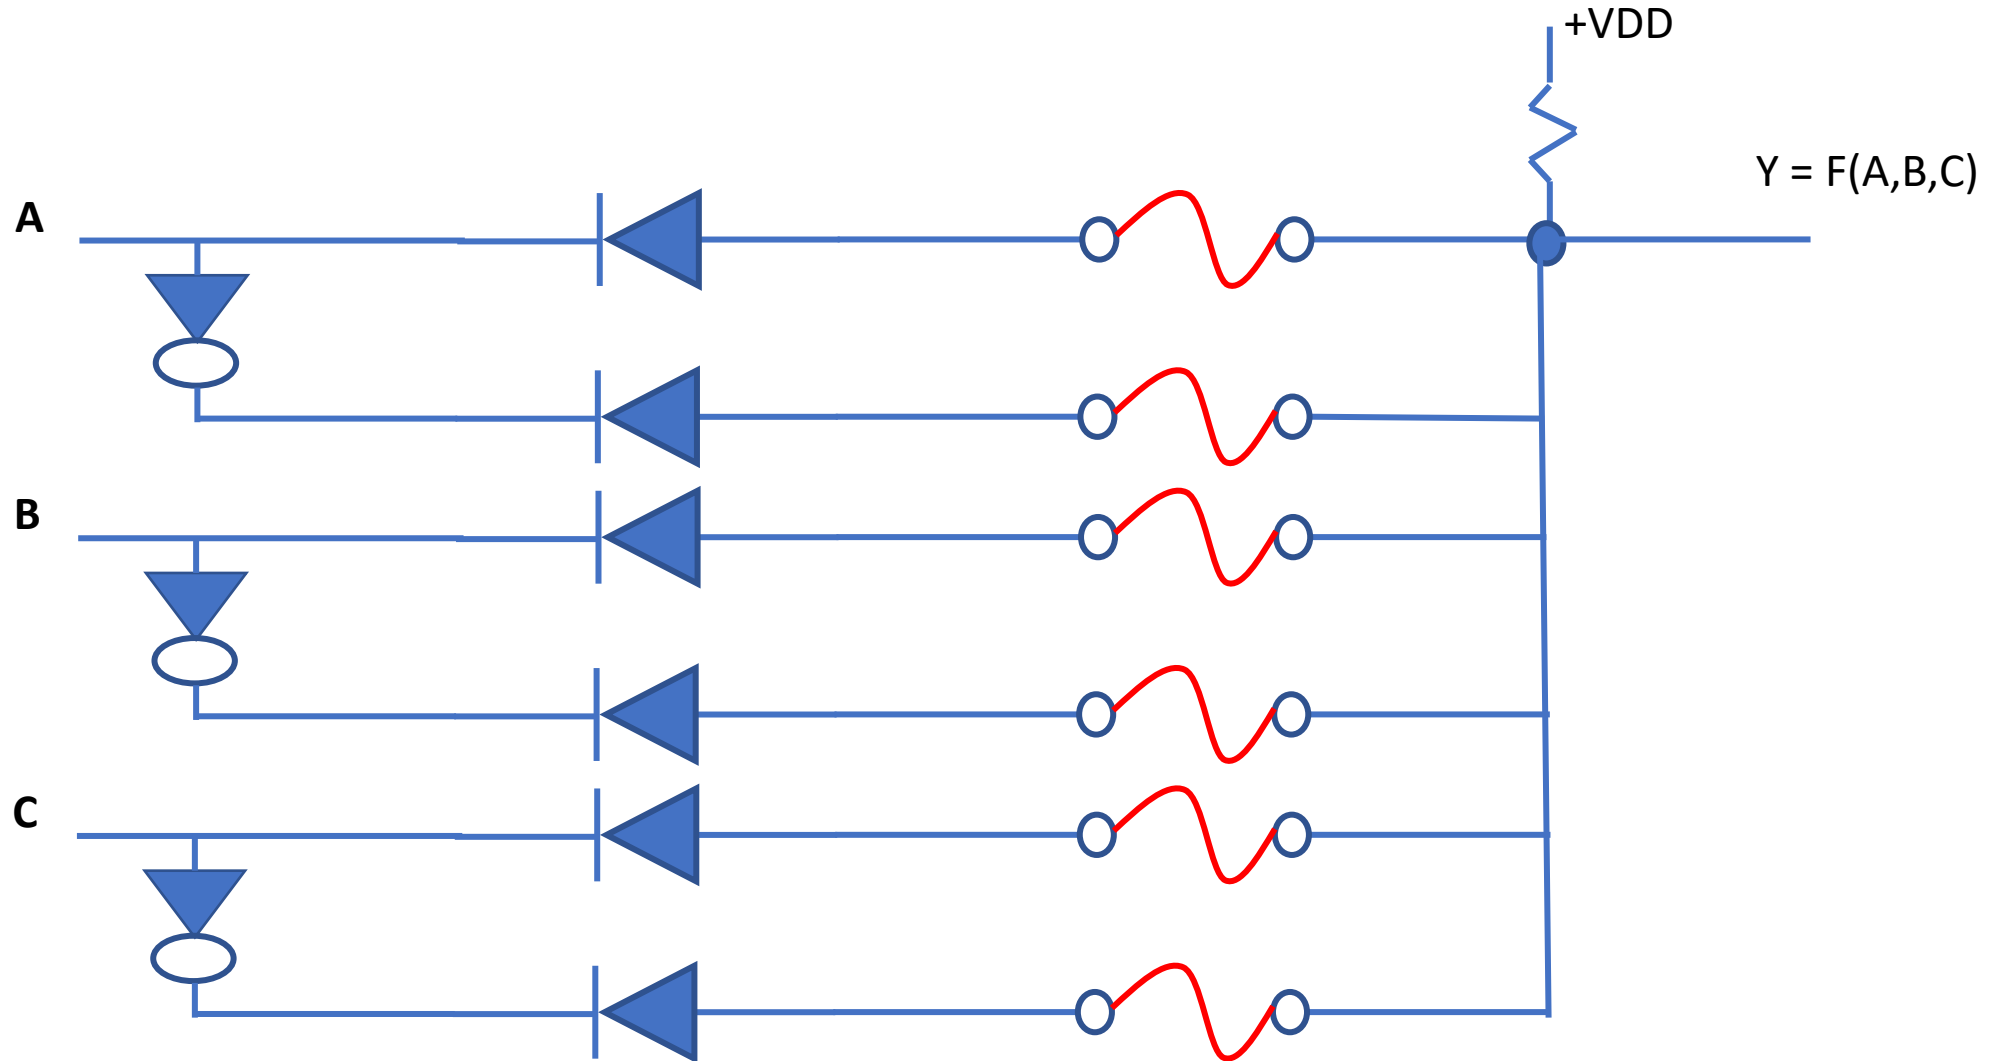 +VDD
Y = F(A,B,C)
A
B
C